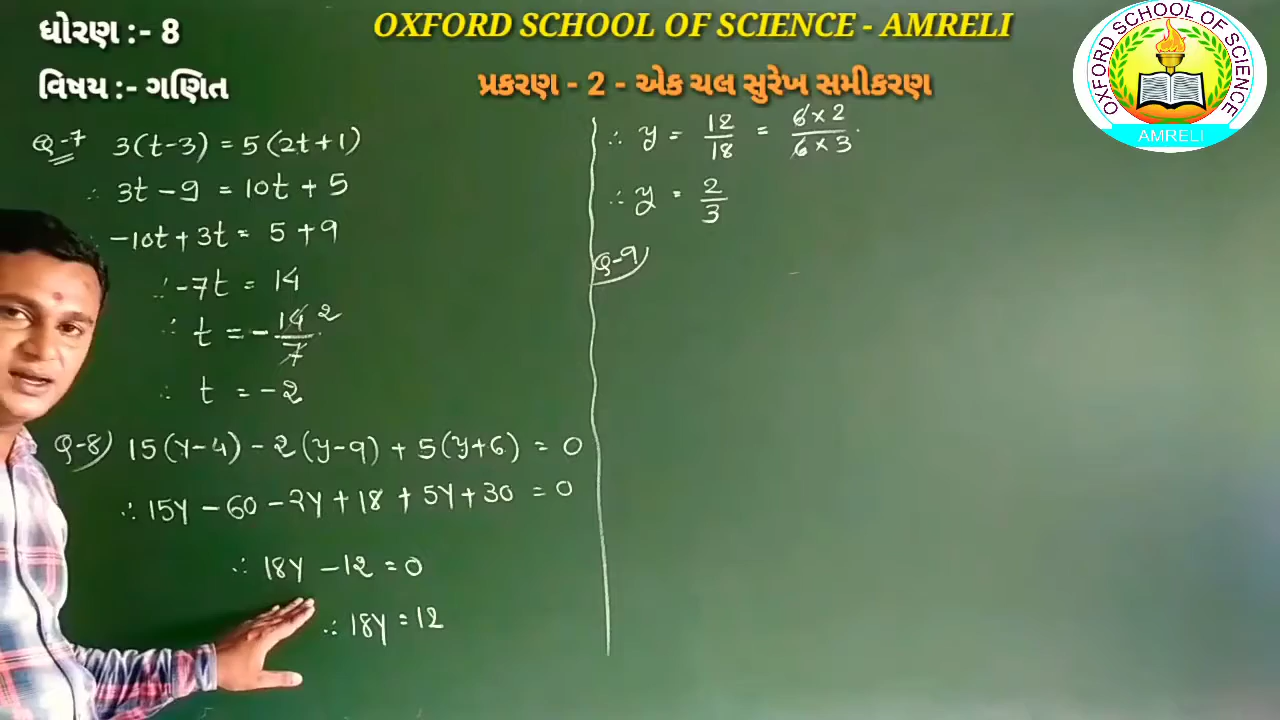 ધોરણ :- 8
OXFORD SCHOOL OF SCIENCE - AMRELI
વિષય :- ગણિત
પ્રકરણ - 2 - એક ચલ સુરેખ સમીકરણ
OXFORD SCHOOL OF SCIENCE
AMRELI
Q-7 3(t-3) = 5(2t+1)
∴ 3t - 9 = 10t + 5
∴ -10t + 3t = 5 + 9
∴ -7t = 14
∴ t = - 14/7 2
∴ t = -2
Q-8) 15(y-4) - 2(y-9) + 5(y+6) = 0
∴ 15y - 60 - 2y + 18 + 5y + 30 = 0
∴ 18y - 12 = 0
∴ 18y = 12
∴ y = 12/18 = 6×2/6×3
∴ y = 2/3
Q-9)